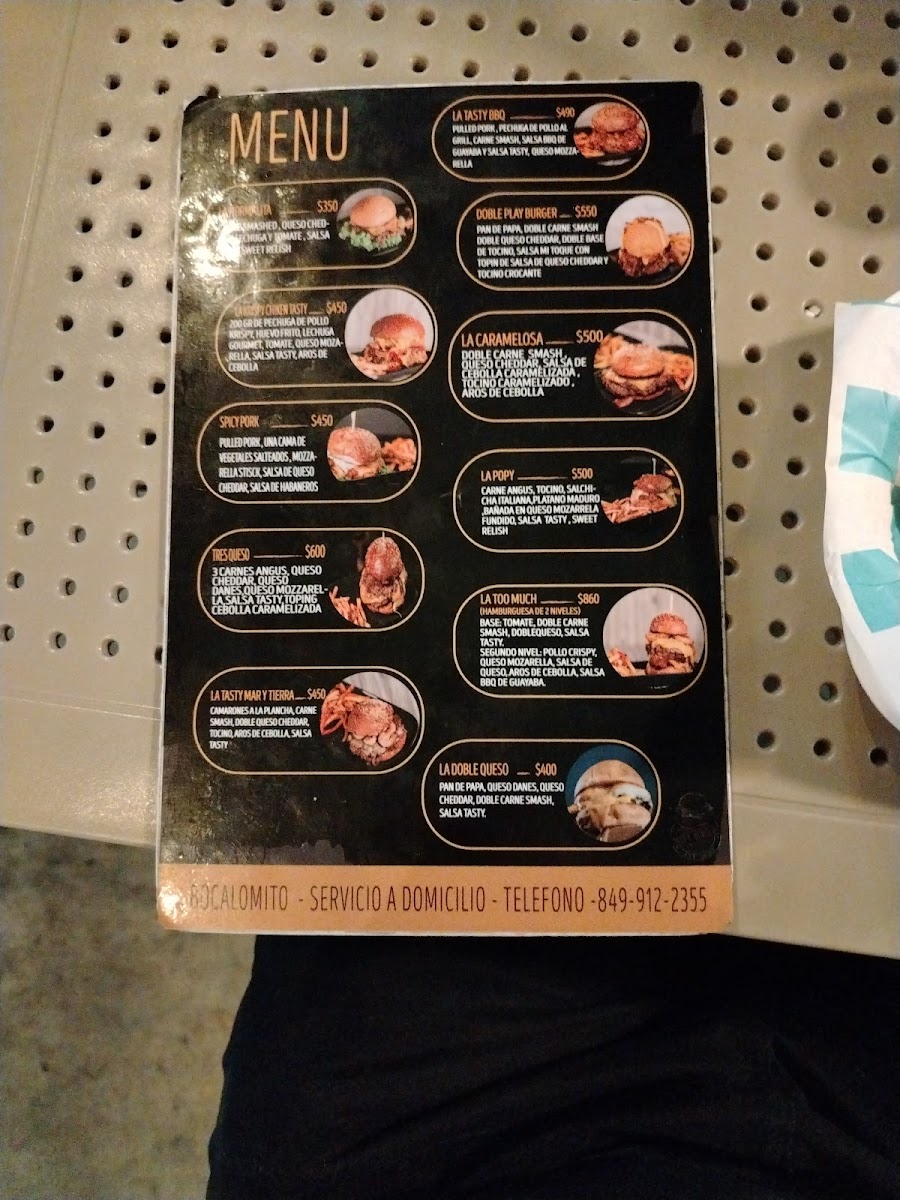 MENU
$350
SMASHED, QUESO CHED-
LECHUGA Y TOMATE, SALSA
SWEET RELISH
LA KRISPY CHIKEN TASTY $450
200 GR DE PECHUGA DE POLLO
KRISPY, HUEVO FRITO, LECHUGA
GOURMET, TOMATE, QUESO MOZA-
RELLA, SALSA TASTY, AROS DE
CEBOLLA
SPICY PORK $450
PULLED PORK, UNA CAMA DE
VEGETALES SALTEADOS, MOZZA-
RELLA STISCK, SALSA DE QUESO
CHEDDAR, SALSA DE HABANEROS
TRES QUESO $600
3 CARNES ANGUS, QUESO
CHEDDAR, QUESO
DANES,QUESO MOZZAREL-
LA,SALSA TASTY,TOPING
CEBOLLA CARAMELIZADA
LA TASTY MAR Y TIERRA $450
CAMARONES A LA PLANCHA, CARNE
SMASH, DOBLE QUESO CHEDDAR,
TOCINO, AROS DE CEBOLLA, SALSA
TASTY
LA TASTY BBQ $490
PULLED PORK, PECHUGA DE POLLO AL
GRILL, CARNE SMASH, SALSA BBQ DE
GUAYABA Y SALSA TASTY, QUESO MOZZA-
RELLA
DOBLE PLAY BURGER $550
PAN DE PAPA, DOBLE CARNE SMASH
DOBLE QUESO CHEDDAR, DOBLE BASE
DE TOCINO, SALSA MI TOQUE CON
TOPIN DE SALSA DE QUESO CHEDDAR Y
TOCINO CROCANTE
LA CARAMELOSA $500
DOBLE CARNE SMASH,
QUESO CHEDDAR, SALSA DE
CEBOLLA CARAMELIZADA,
TOCINO CARAMELIZADO,
AROS DE CEBOLLA
LA POPY $500
CARNE ANGUS, TOCINO, SALCHI-
CHA ITALIANA,PLATANO MADURO
,BAÑADA EN QUESO MOZARRELA
FUNDIDO, SALSA TASTY, SWEET
RELISH
LA TOO MUCH $860
(HAMBURGUESA DE 2 NIVELES)
BASE: TOMATE, DOBLE CARNE
SMASH, DOBLEQUESO, SALSA
TASTY.
SEGUNDO NIVEL: POLLO CRISPY,
QUESO MOZARELLA, SALSA DE
QUESO,AROS DE CEBOLLA, SALSA
BBQ DE GUAYABA.
LA DOBLE QUESO $400
PAN DE PAPA, QUESO DANES, QUESO
CHEDDAR, DOBLE CARNE SMASH,
SALSA TASTY.
BOCALOMITO - SERVICIO A DOMICILIO - TELEFONO -849-912-2355